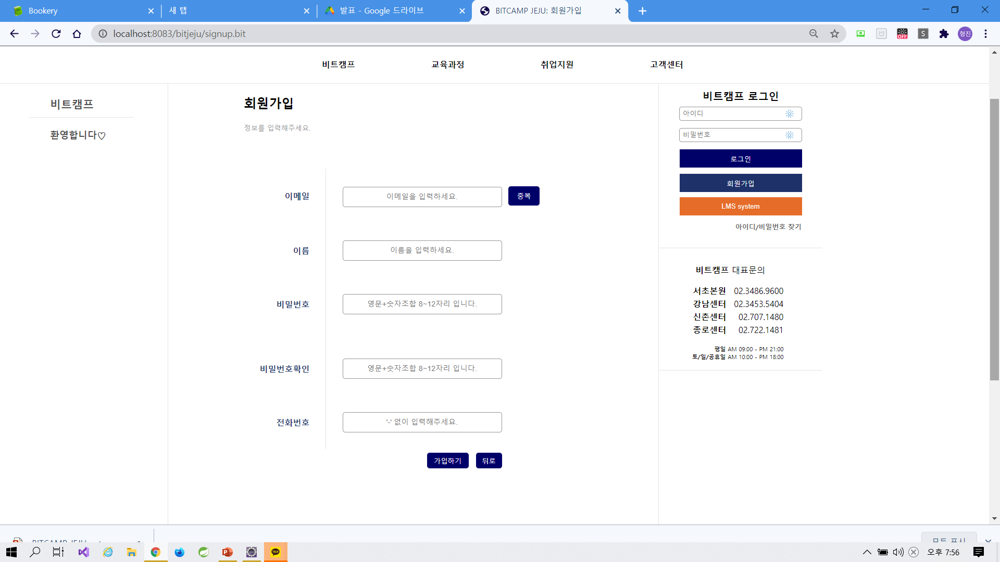 Bookery
새 탭
발표 - Google 드라이브
BITCAMP JEJU: 회원가입
localhost:8083/bitjeju/signup.bit
OFF
S
형진
비트캠프
교육과정
취업지원
고객센터
비트캠프
환영합니다♡
회원가입
정보를 입력해주세요.
이메일
이메일을 입력하세요.
중복
이름
이름을 입력하세요.
비밀번호
영문+숫자조합 8~12자리 입니다.
비밀번호확인
영문+숫자조합 8~12자리 입니다.
전화번호
'-' 없이 입력해주세요.
가입하기
뒤로
비트캠프 로그인
아이디
비밀번호
로그인
회원가입
LMS system
아이디/비밀번호 찾기
비트캠프 대표문의
서초본원 02.3486.9600
강남센터 02.3453.5404
신촌센터 02.707.1480
종로센터 02.722.1481
평일 AM 09:00 - PM 21:00
토/일/공휴일 AM 10:00 - PM 18:00
모두 표시
TALK
오후 7:56